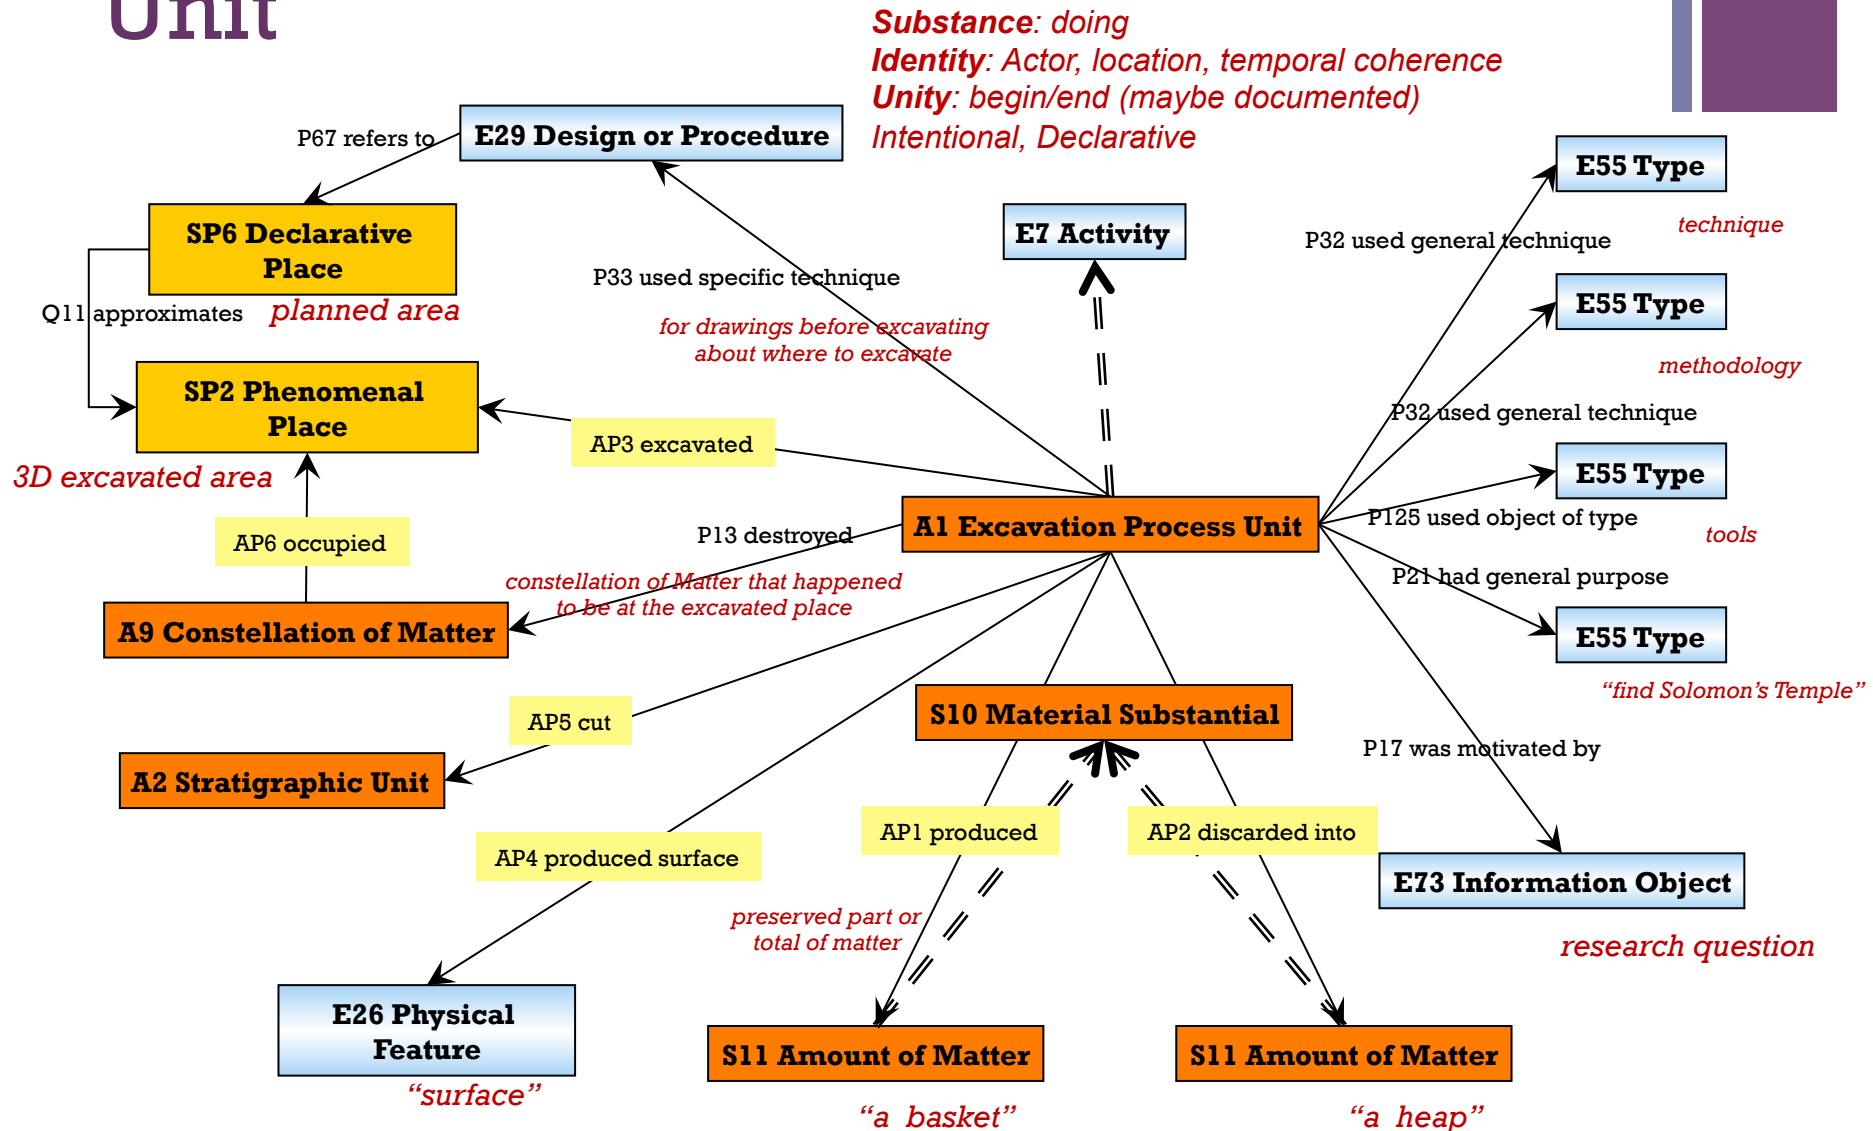 Unit
Substance: doing
Identity: Actor, location, temporal coherence
Unity: begin/end (maybe documented)
Intentional, Declarative
P67 refers to
E29 Design or Procedure
E55 Type
technique
SP6 Declarative
Place
planned area
E7 Activity
P32 used general technique
P33 used specific technique
for drawings before excavating
about where to excavate
Q11 approximates
E55 Type
methodology
SP2 Phenomenal
Place
3D excavated area
AP3 excavated
P32 used general technique
E55 Type
tools
P125 used object of type
A1 Excavation Process Unit
P13 destroyed
AP6 occupied
constellation of Matter that happened
to be at the excavated place
P21 had general purpose
A9 Constellation of Matter
E55 Type
“find Solomon’s Temple”
AP5 cut
S10 Material Substantial
P17 was motivated by
A2 Stratigraphic Unit
AP1 produced
AP2 discarded into
AP4 produced surface
E73 Information Object
research question
preserved part or
total of matter
E26 Physical
Feature
“surface”
S11 Amount of Matter
S11 Amount of Matter
“a basket”
“a heap”